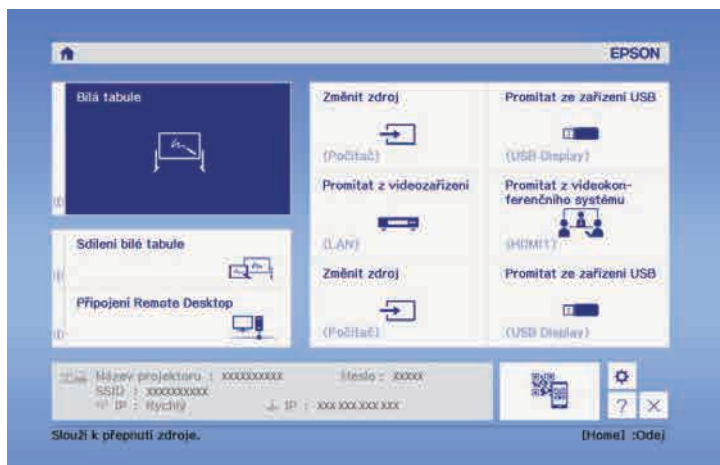 EPSON
Bílá tabule
Změnit zdroj
(Počítač)
Promítat ze zařízení USB
(USB Display)
Promítat z videozařízení
(LAN)
Promítat z videokon-
ferenčního systému
(HDMI1)
Sdílení bílé tabule
Připojení Remote Desktop
Změnit zdroj
(Počítač)
Promítat ze zařízení USB
(USB Display)
Název projektoru : XXXXXXXXXX
Heslo : XXXXX
SSID : XXXXXXXXXX
IP : Rychlý
IP : XXX.XXX.XXX.XXX
?
Slouží k přepnutí zdroje.
[Home] :Odej